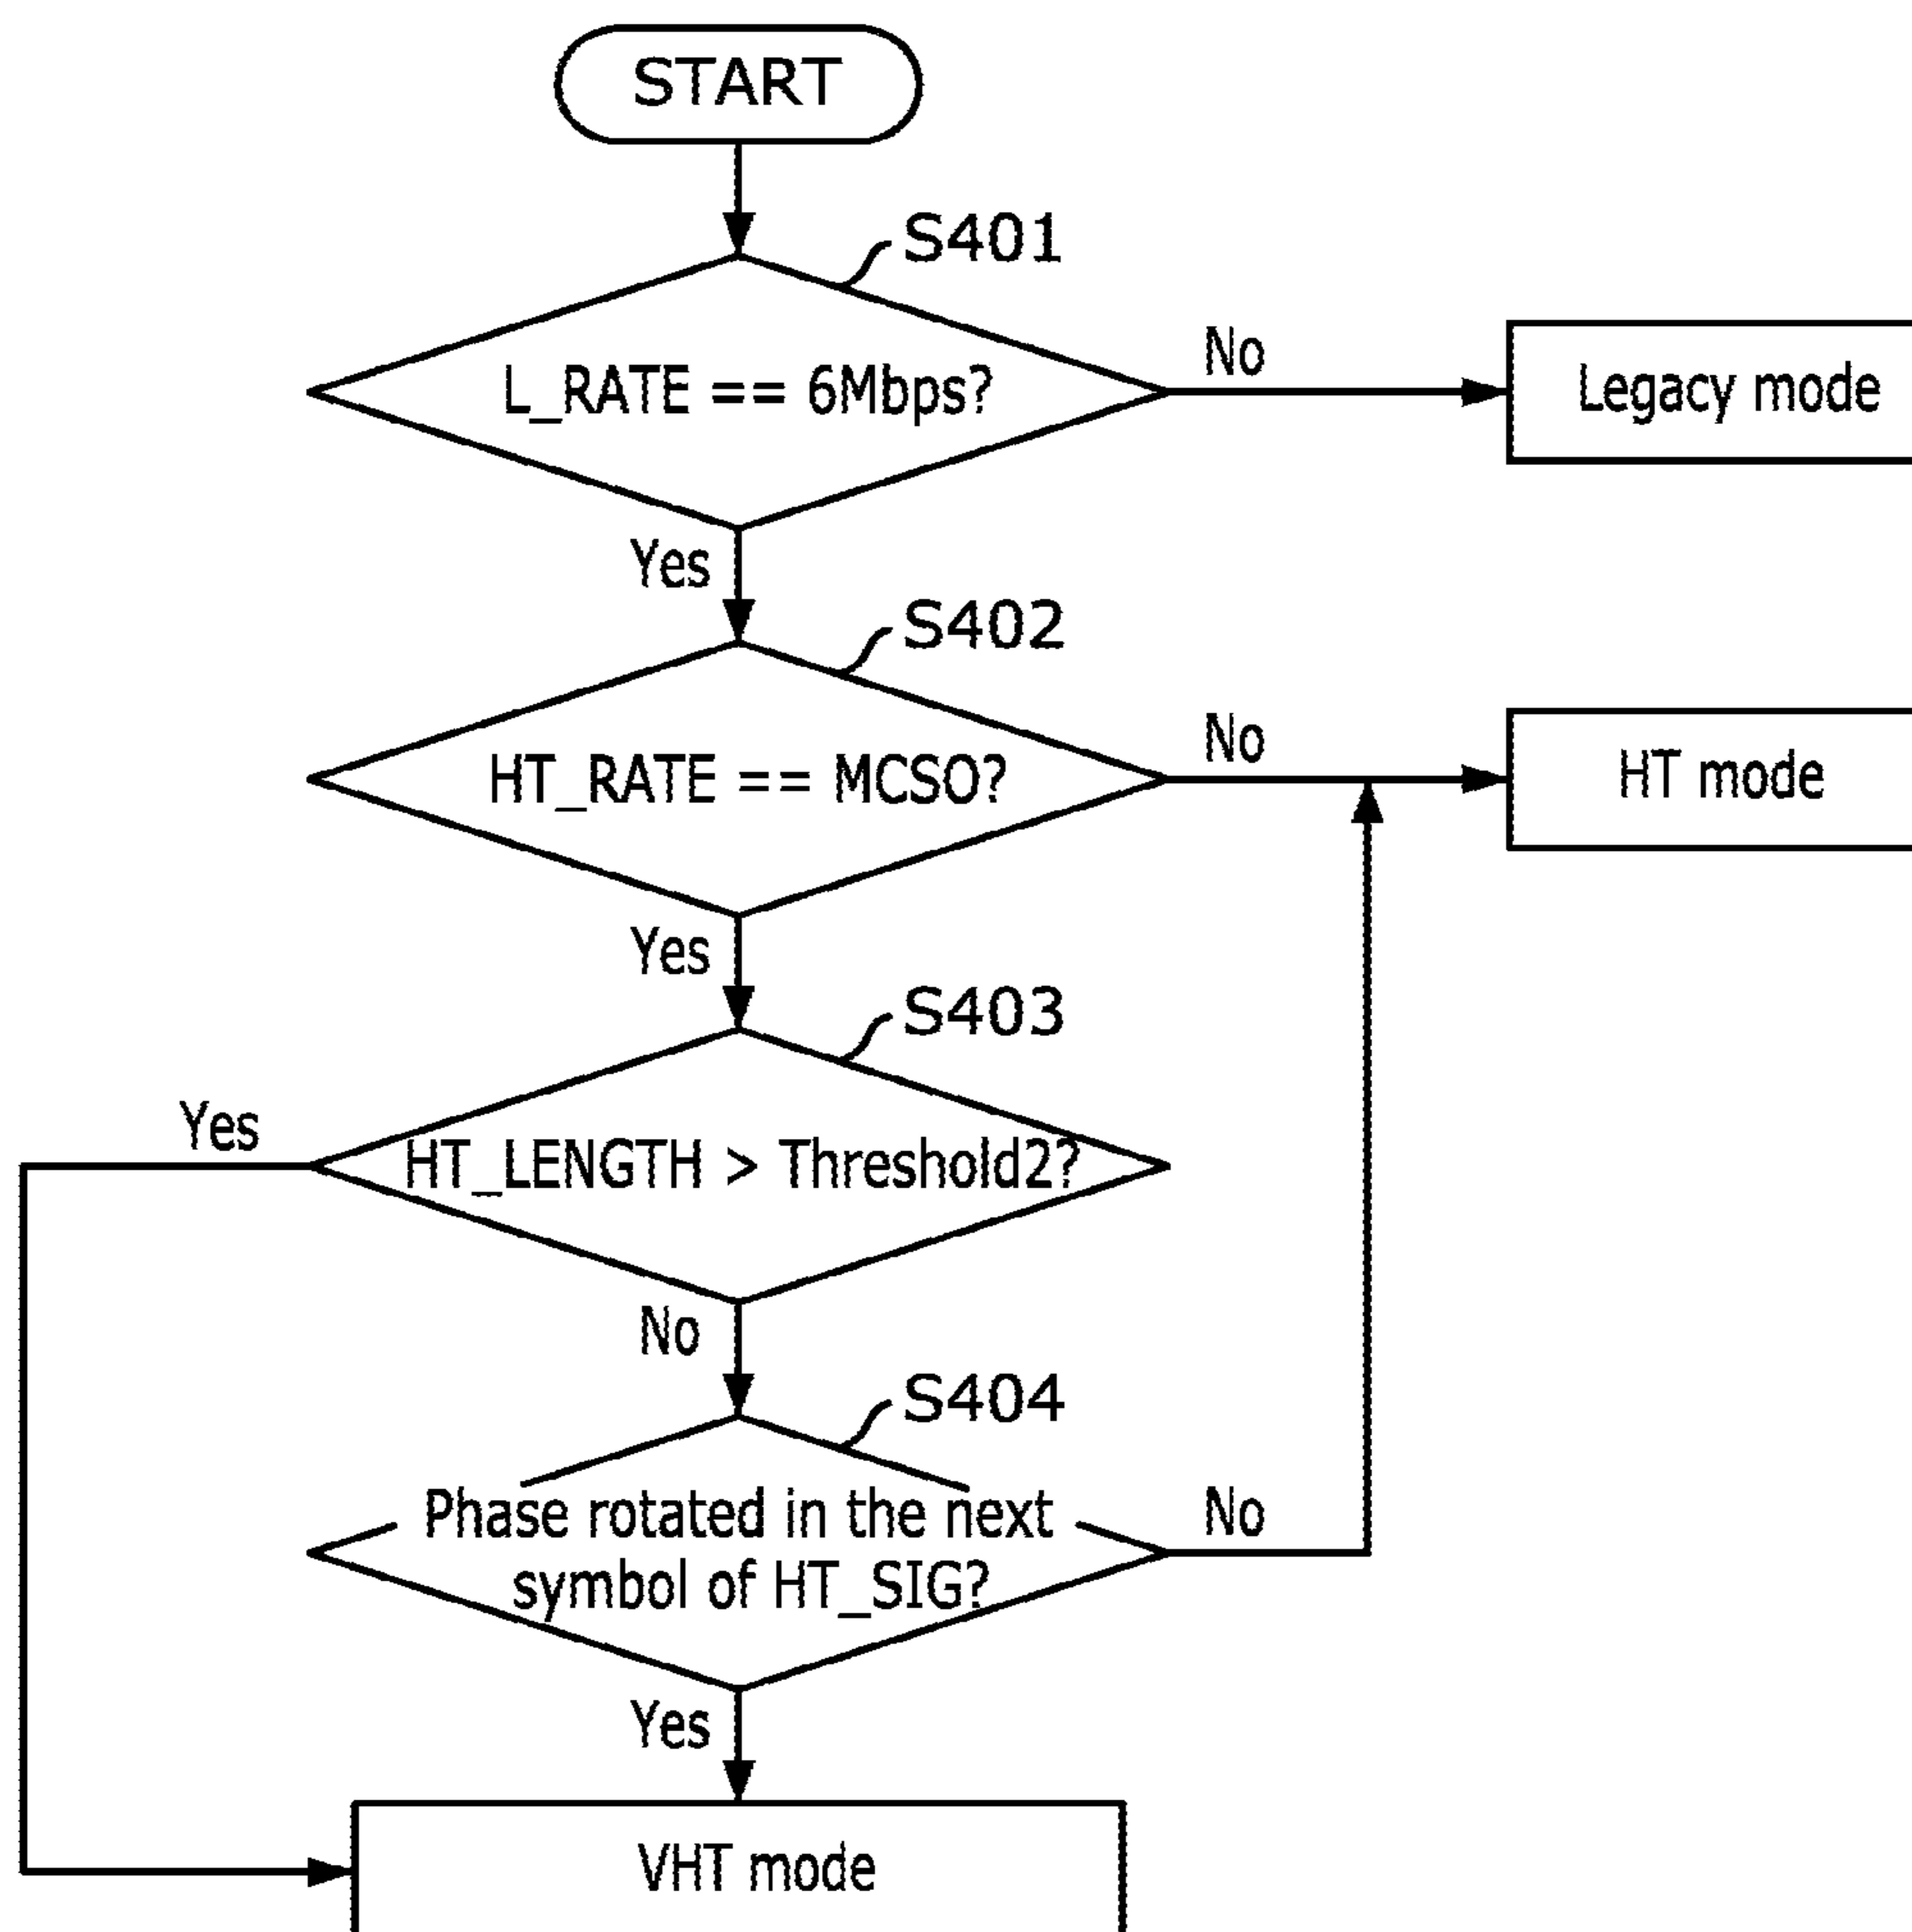 START
S401
L_RATE == 6Mbps?
No
Legacy mode
Yes
S402
HT_RATE == MCSO?
No
HT mode
Yes
S403
Yes
HT_LENGTH > Threshold2?
No
S404
Phase rotated in the next
symbol of HT_SIG?
No
Yes
VHT mode